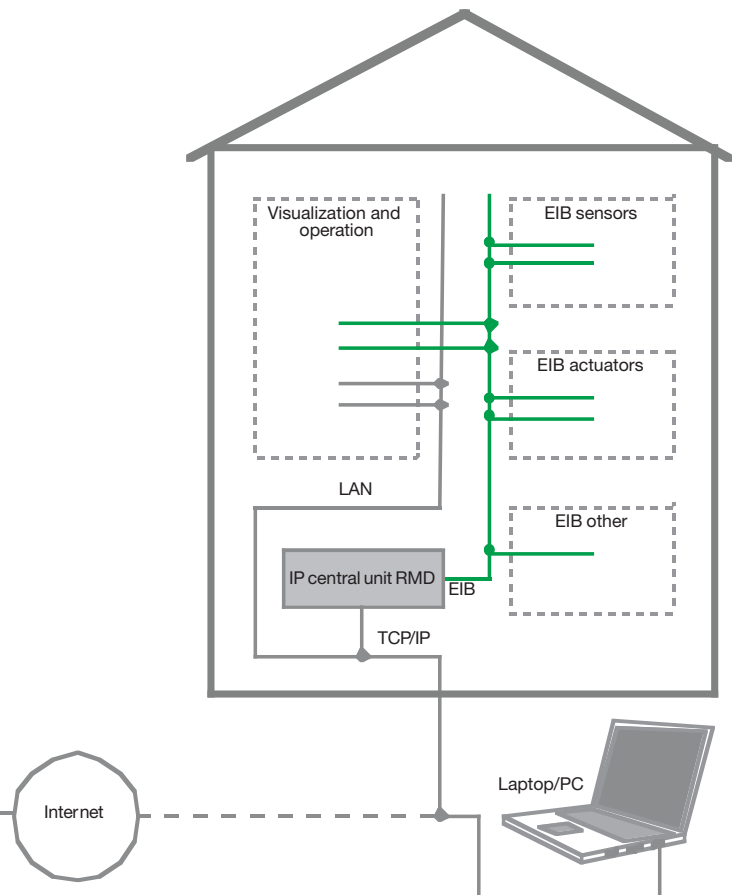 Visualization and
operation
EIB sensors
EIB actuators
LAN
EIB other
IP central unit RMD
EIB
TCP/IP
Laptop/PC
Internet